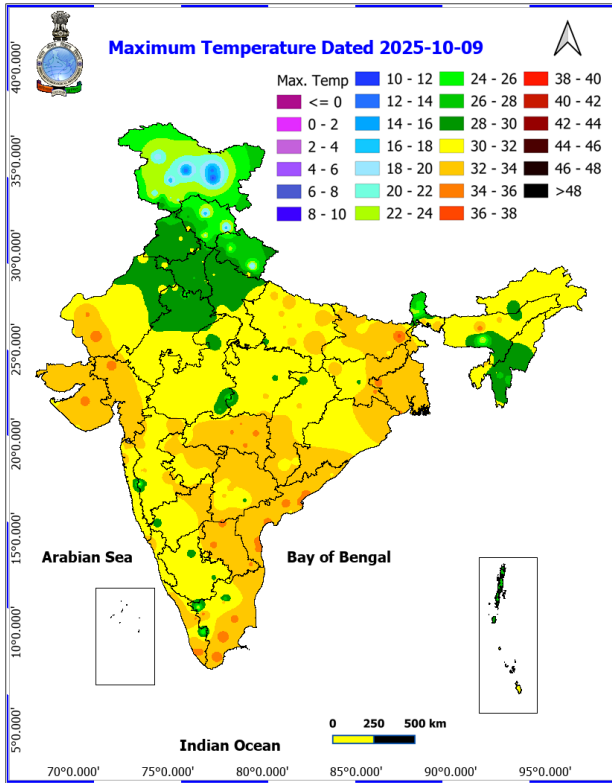 Maximum Temperature Dated 2025-10-09
Max. Temp
<= 0
0 - 2
2 - 4
4 - 6
6 - 8
8 - 10
10 - 12
12 - 14
14 - 16
16 - 18
18 - 20
20 - 22
22 - 24
24 - 26
26 - 28
28 - 30
30 - 32
32 - 34
34 - 36
36 - 38
38 - 40
40 - 42
42 - 44
44 - 46
46 - 48
>48
40°0.000'
35°0.000'
30°0.000'
25°0.000'
20°0.000'
15°0.000'
10°0.000'
5°0.000'
Arabian Sea
Bay of Bengal
Indian Ocean
0 250 500 km
70°0.000' 75°0.000' 80°0.000' 85°0.000' 90°0.000' 95°0.000'